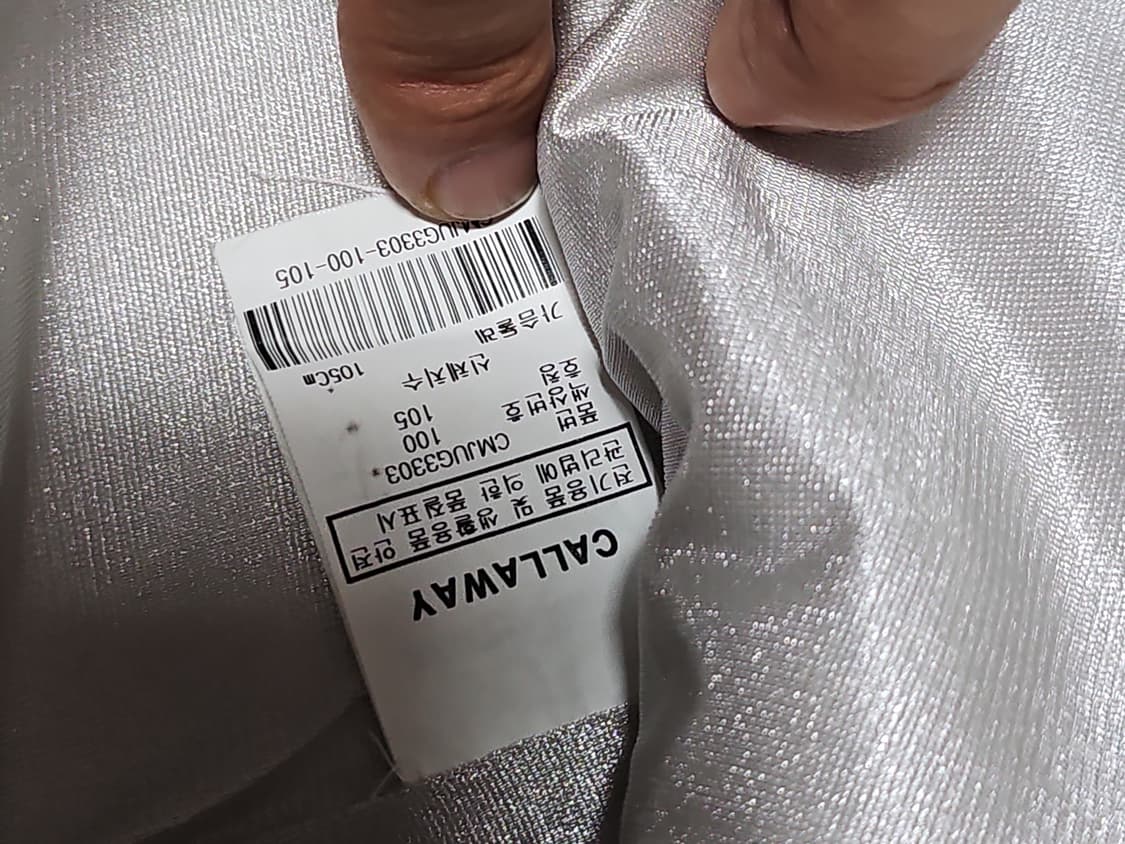 CALLAWAY
전기용품 및 생활용품 안전
관리법에 의한 품질표시
품번 CMJUG3303
색상번호 100
호칭 105
신체치수
가슴둘레 105Cm
CMJUG3303-100-105